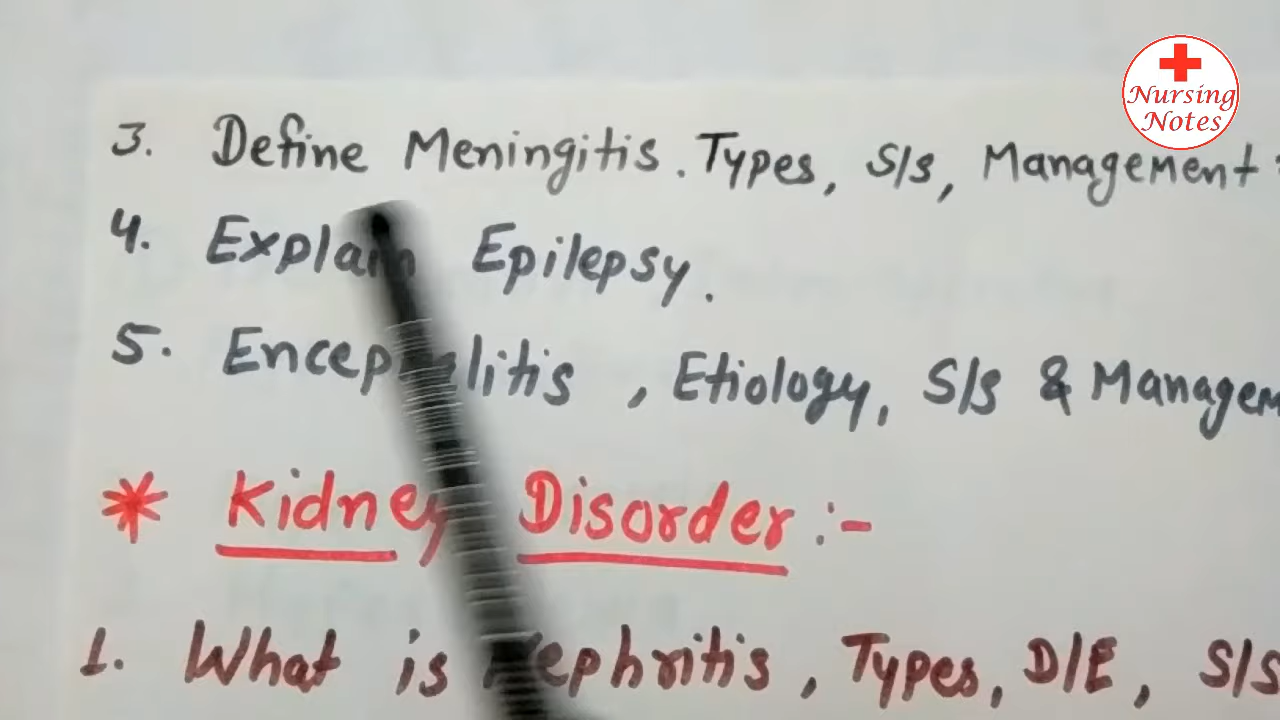 Nursing
Notes
3. Define Meningitis. Types, S/S, Management
4. Explain Epilepsy.
5. Encephalitis, Etiology, S/S & Managem
* Kidney Disorder :-
1. What is Nephritis, Types, D/E, S/S